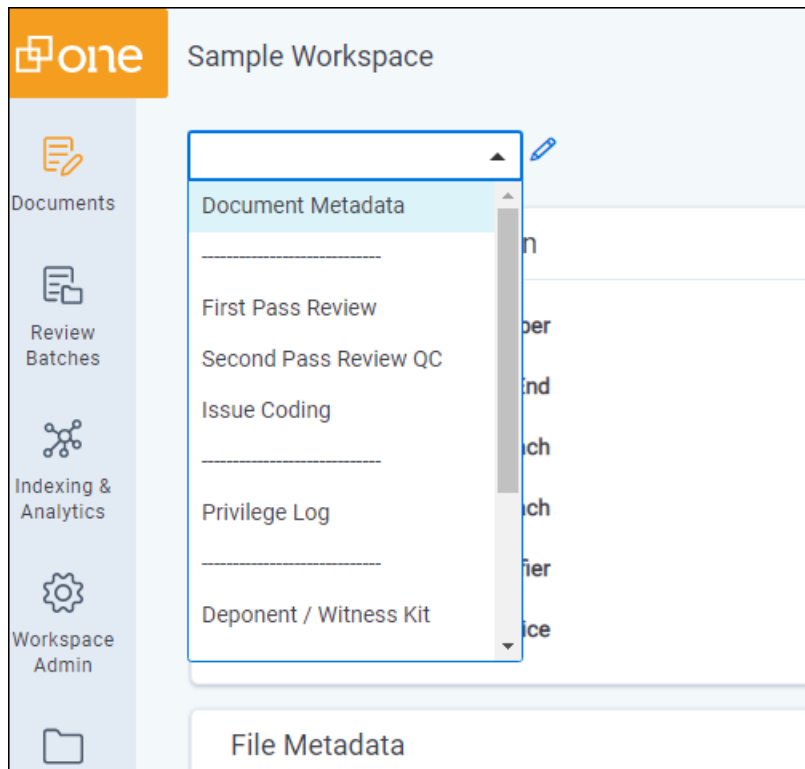 one
Sample Workspace
Documents
Review
Batches
Indexing &
Analytics
Workspace
Admin
Document Metadata
----------------------------
First Pass Review
Second Pass Review QC
Issue Coding
----------------------------
Privilege Log
----------------------------
Deponent / Witness Kit
File Metadata